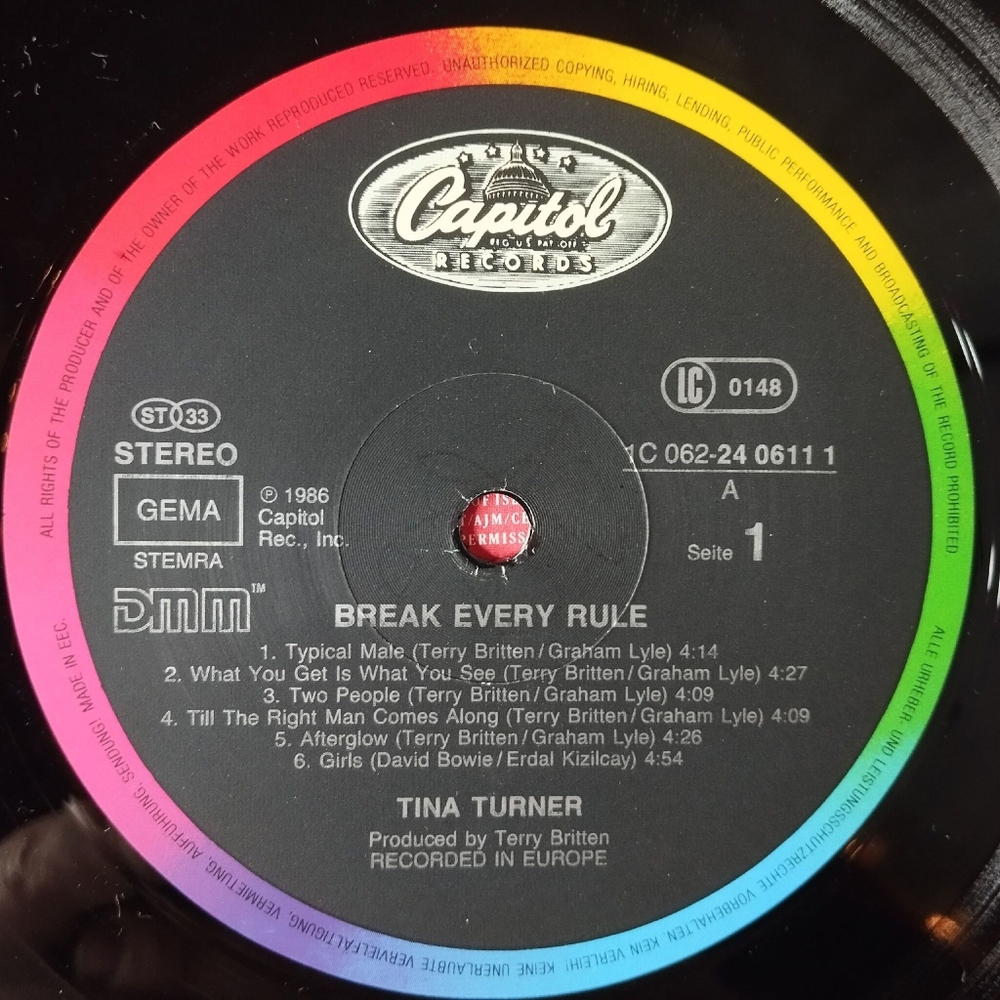 ALL RIGHTS OF THE PRODUCER AND OF THE OWNER OF THE WORK REPRODUCED RESERVED. UNAUTHORIZED COPYING, HIRING, LENDING, PUBLIC PERFORMANCE AND BROADCASTING OF THE RECORD PROHIBITED
Capitol
REG. U.S. PAT. OFF.
RECORDS
LC 0148
ST 33
STEREO
1C 062-24 0611 1
A
GEMA
℗ 1986
Capitol
Rec., Inc.
Seite 1
STEMRA
DMM™
T/AJM/CE
PERMISS
BREAK EVERY RULE
1. Typical Male (Terry Britten/Graham Lyle) 4:14
2. What You Get Is What You See (Terry Britten/Graham Lyle) 4:27
3. Two People (Terry Britten/Graham Lyle) 4:09
4. Till The Right Man Comes Along (Terry Britten/Graham Lyle) 4:09
5. Afterglow (Terry Britten/Graham Lyle) 4:26
6. Girls (David Bowie/Erdal Kizilcay) 4:54
TINA TURNER
Produced by Terry Britten
RECORDED IN EUROPE
ALLE URHEBER- UND LEISTUNGSSCHUTZRECHTE VORBEHALTEN. KEIN VERLEIH! KEINE UNERLAUBTE VERVIELFÄLTIGUNG, VERMIETUNG, AUFFÜHRUNG, SENDUNG! MADE IN EEC.